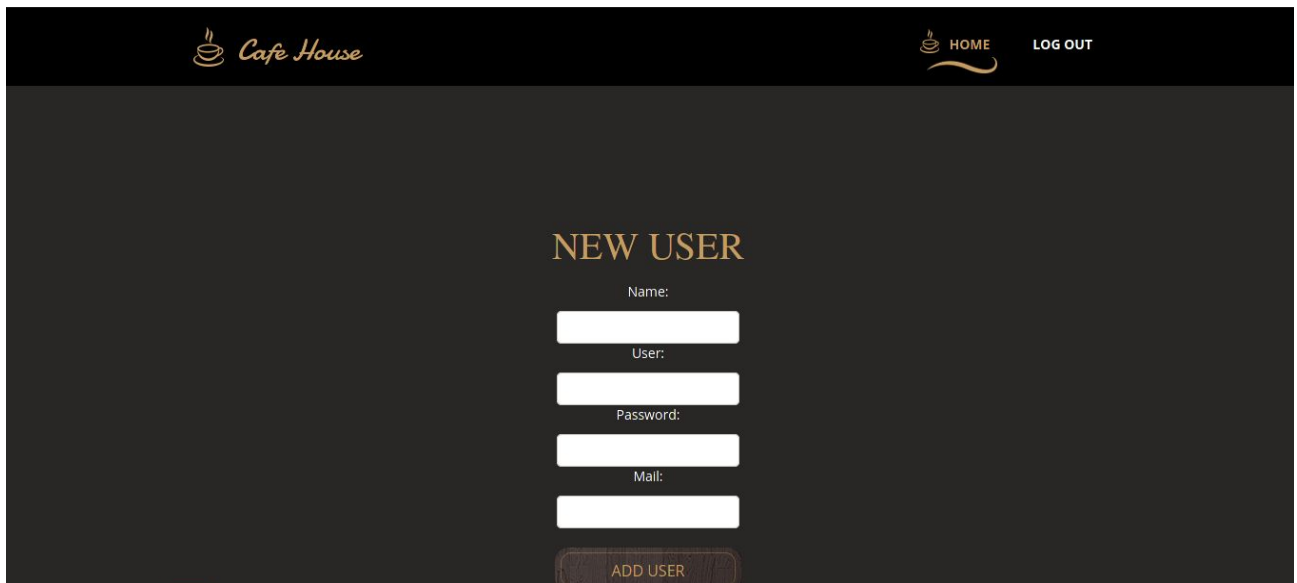 Cafe House
HOME
LOG OUT
NEW USER
Name:
User:
Password:
Mail:
ADD USER